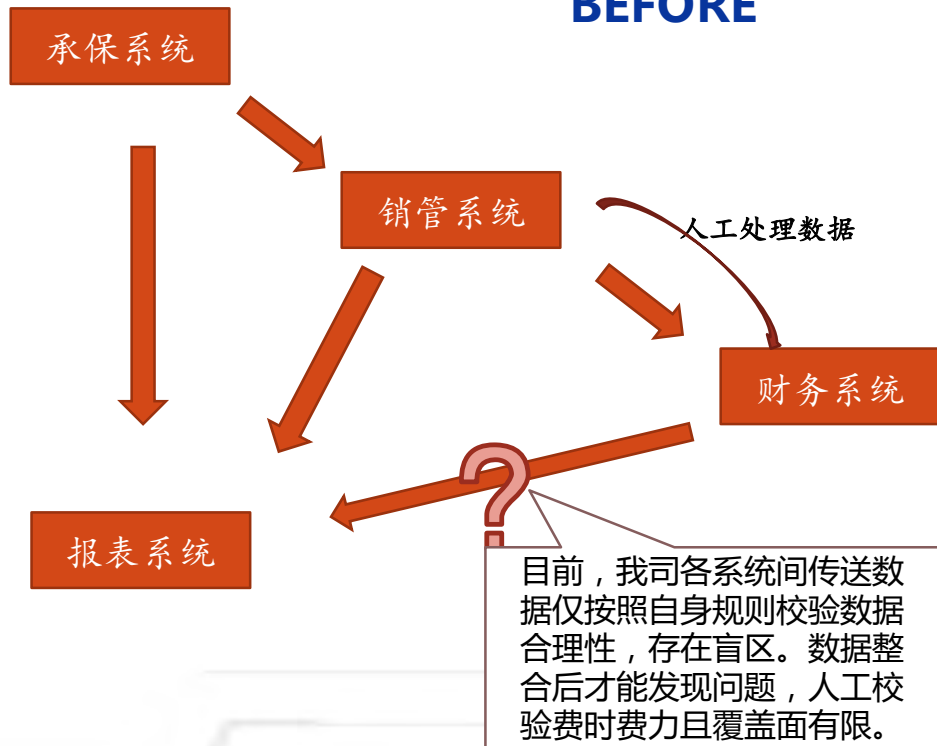 BEFORE
承保系统
销管系统
人工处理数据
财务系统
?
报表系统
目前，我司各系统间传送数
据仅按照自身规则校验数据
合理性，存在盲区。数据整
合后才能发现问题，人工校
验费时费力且覆盖面有限。